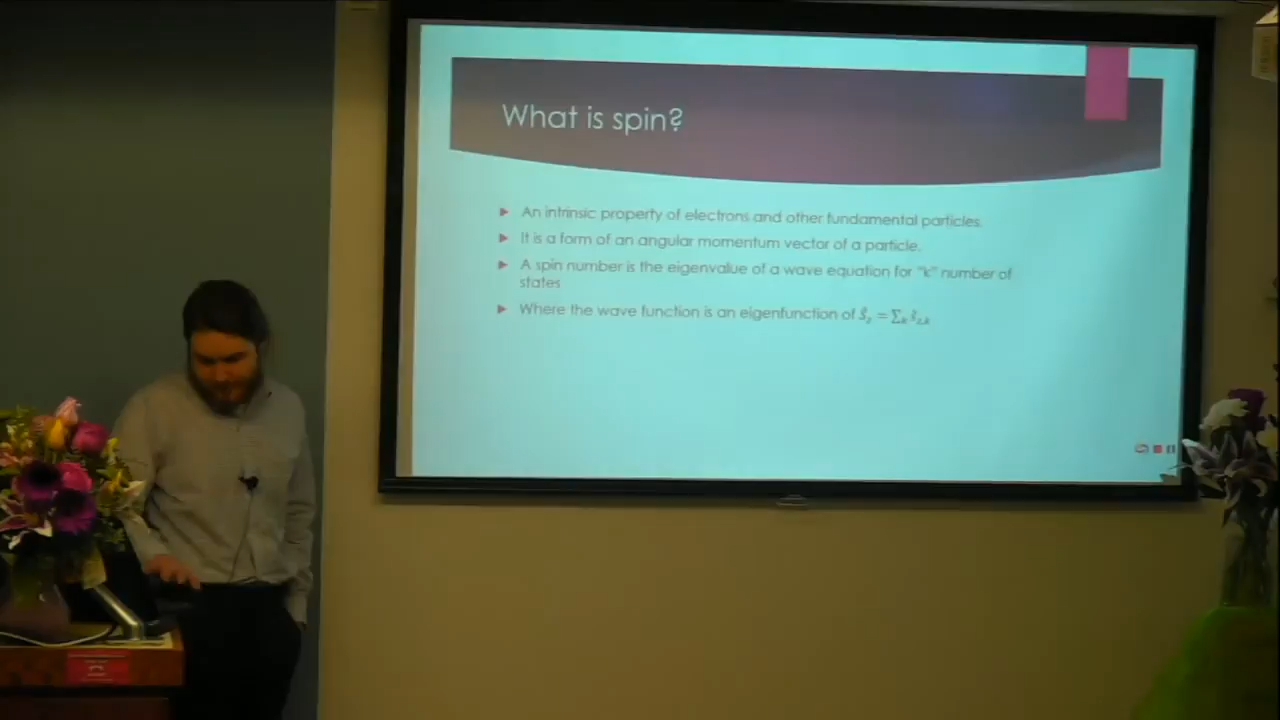 What is spin?
An intrinsic property of electrons and other fundamental particles.
It is a form of an angular momentum vector of a particle.
A spin number is the eigenvalue of a wave equation for "k" number of
states
Where the wave function is an eigenfunction of Ŝ_z = ∑_k ŝ_{z,k}